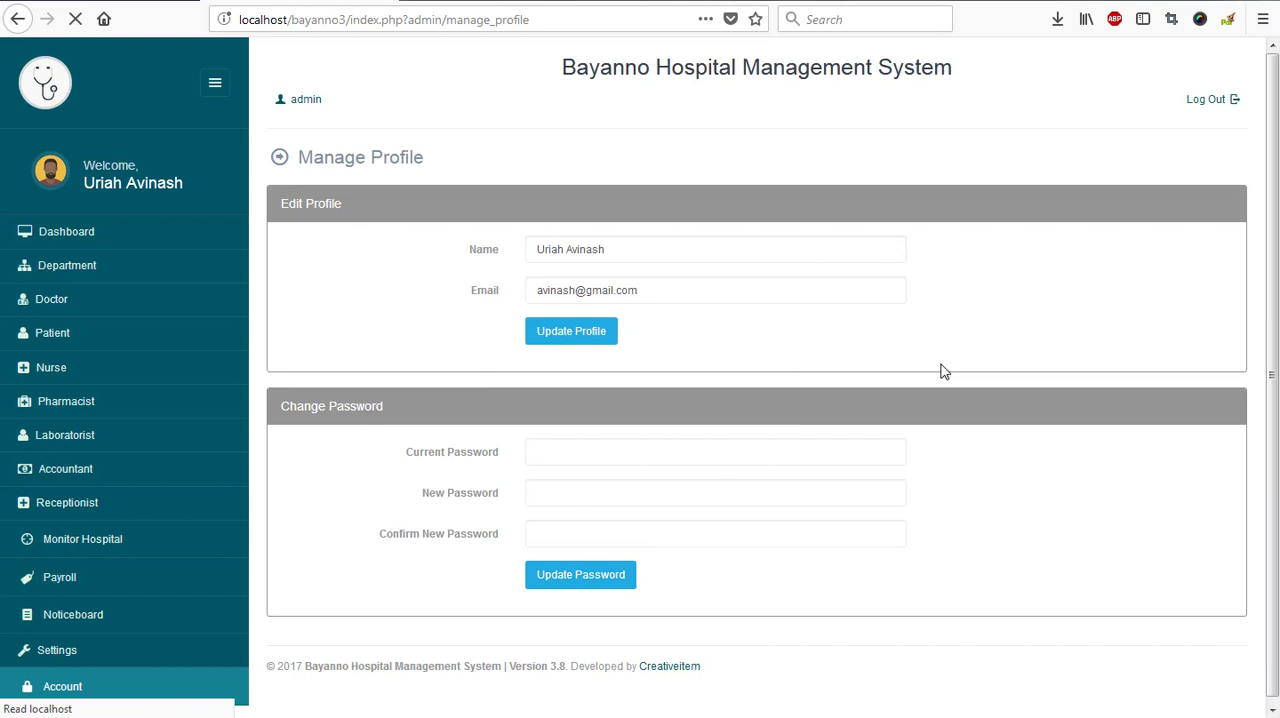 localhost/bayanno3/index.php?admin/manage_profile
Search
ABP
Bayanno Hospital Management System
admin
Log Out
Welcome,
Uriah Avinash
Manage Profile
Edit Profile
Name
Uriah Avinash
Email
avinash@gmail.com
Update Profile
Change Password
Current Password
New Password
Confirm New Password
Update Password
Dashboard
Department
Doctor
Patient
Nurse
Pharmacist
Laboratorist
Accountant
Receptionist
Monitor Hospital
Payroll
Noticeboard
Settings
Account
© 2017 Bayanno Hospital Management System | Version 3.8. Developed by Creativeitem
Read localhost